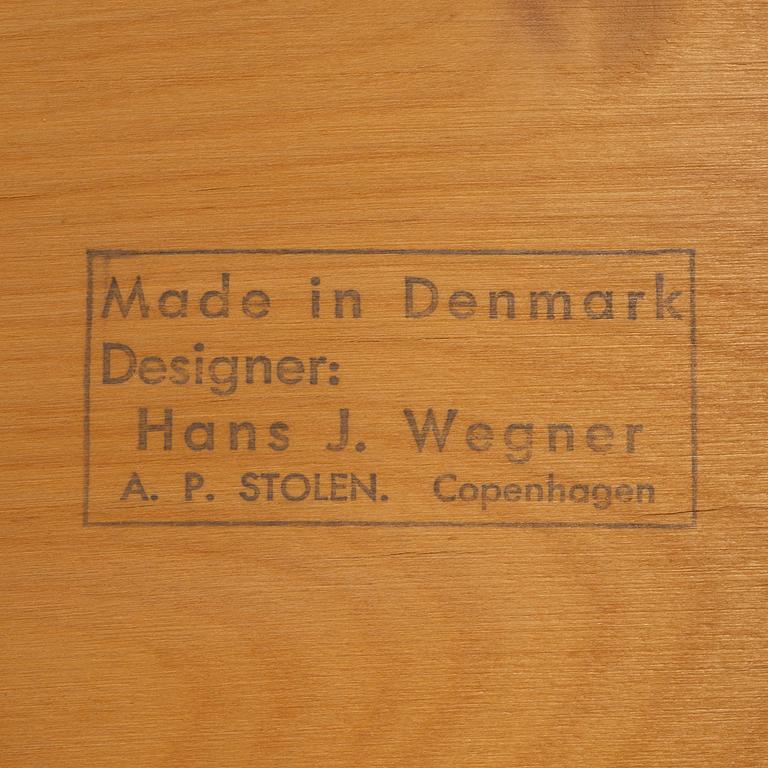 Made in Denmark
Designer:
Hans J. Wegner
A. P. STOLEN. Copenhagen